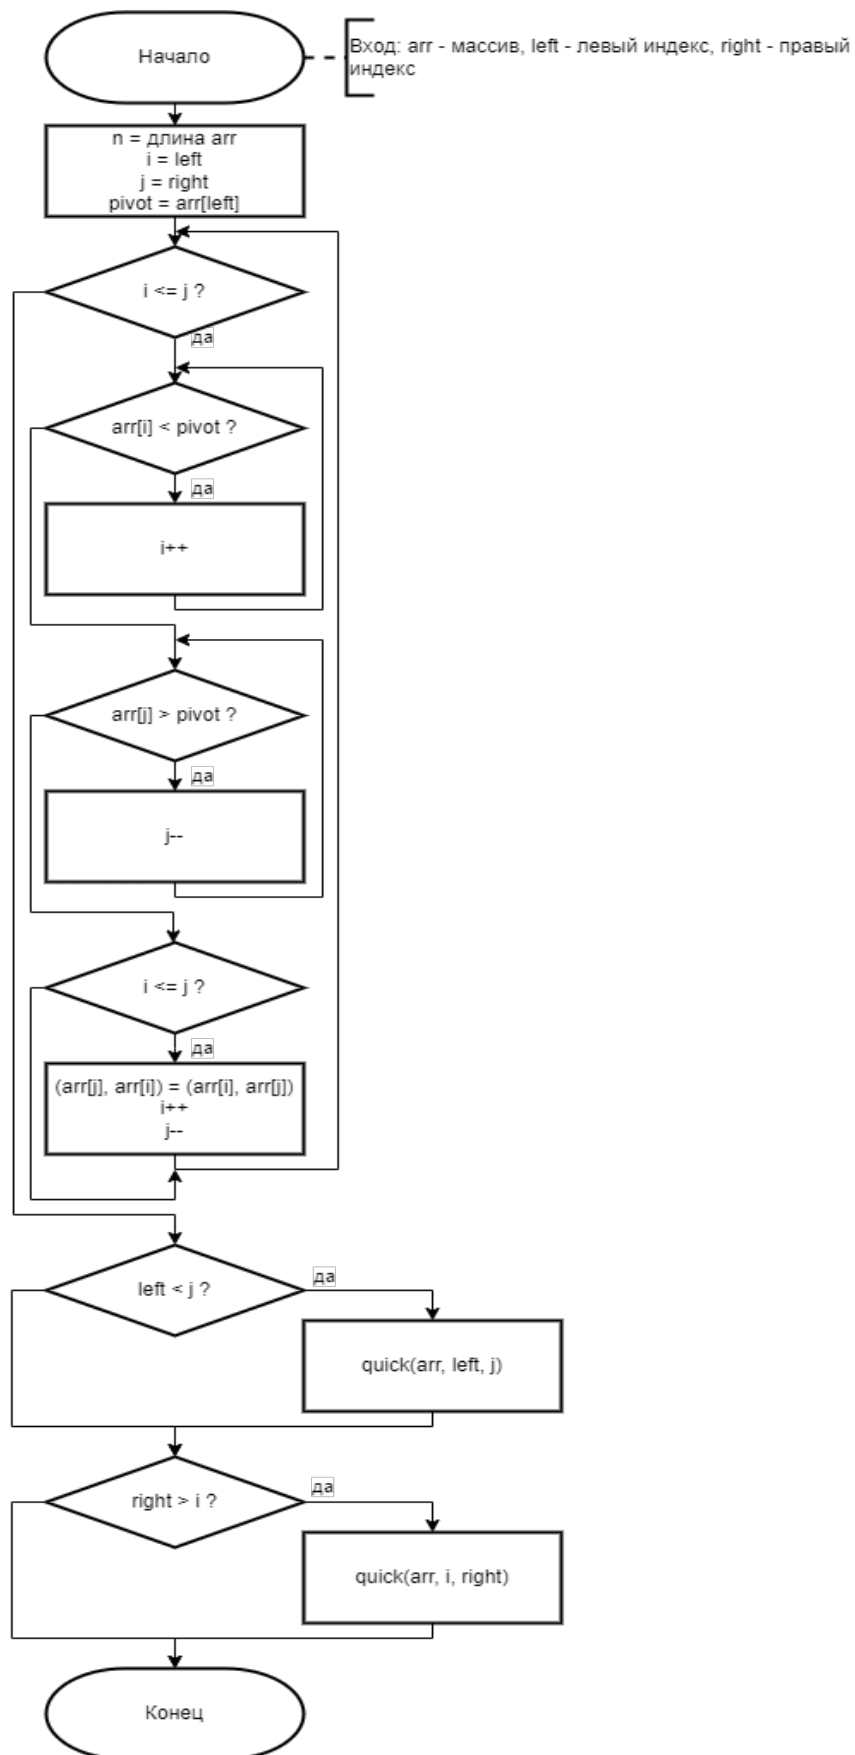 Начало
Вход: arr - массив, left - левый индекс, right - правый
индекс
n = длина arr
i = left
j = right
pivot = arr[left]
i <= j ?
да
arr[i] < pivot ?
да
i++
arr[j] > pivot ?
да
j--
i <= j ?
да
(arr[j], arr[i]) = (arr[i], arr[j])
i++
j--
left < j ?
да
quick(arr, left, j)
right > i ?
да
quick(arr, i, right)
Конец